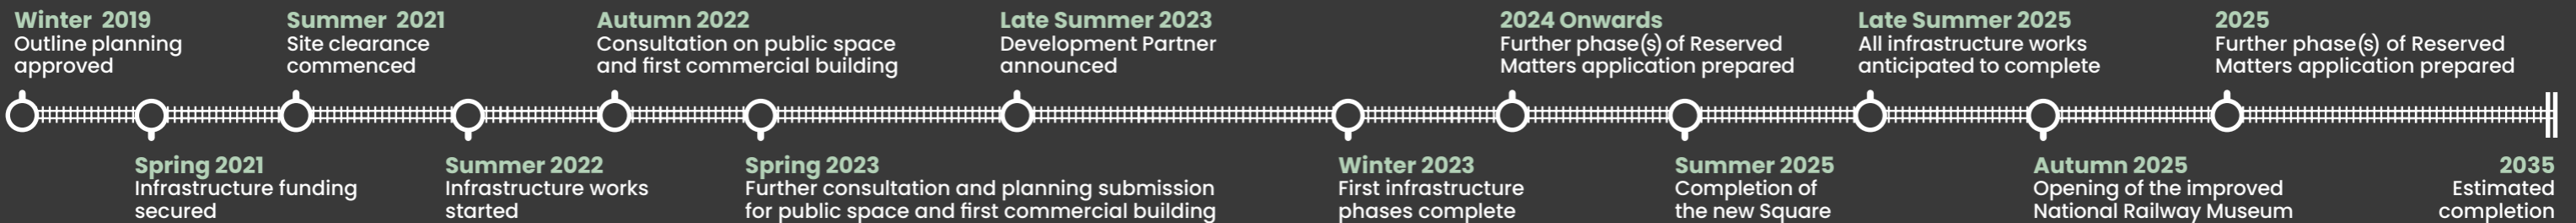 Winter 2019
Outline planning
approved
Spring 2021
Infrastructure funding
secured
Summer 2021
Site clearance
commenced
Summer 2022
Infrastructure works
started
Autumn 2022
Consultation on public space
and first commercial building
Spring 2023
Further consultation and planning submission
for public space and first commercial building
Late Summer 2023
Development Partner
announced
Winter 2023
First infrastructure
phases complete
2024 Onwards
Further phase(s) of Reserved
Matters application prepared
Summer 2025
Completion of
the new Square
Late Summer 2025
All infrastructure works
anticipated to complete
Autumn 2025
Opening of the improved
National Railway Museum
2025
Further phase(s) of Reserved
Matters application prepared
2035
Estimated
completion